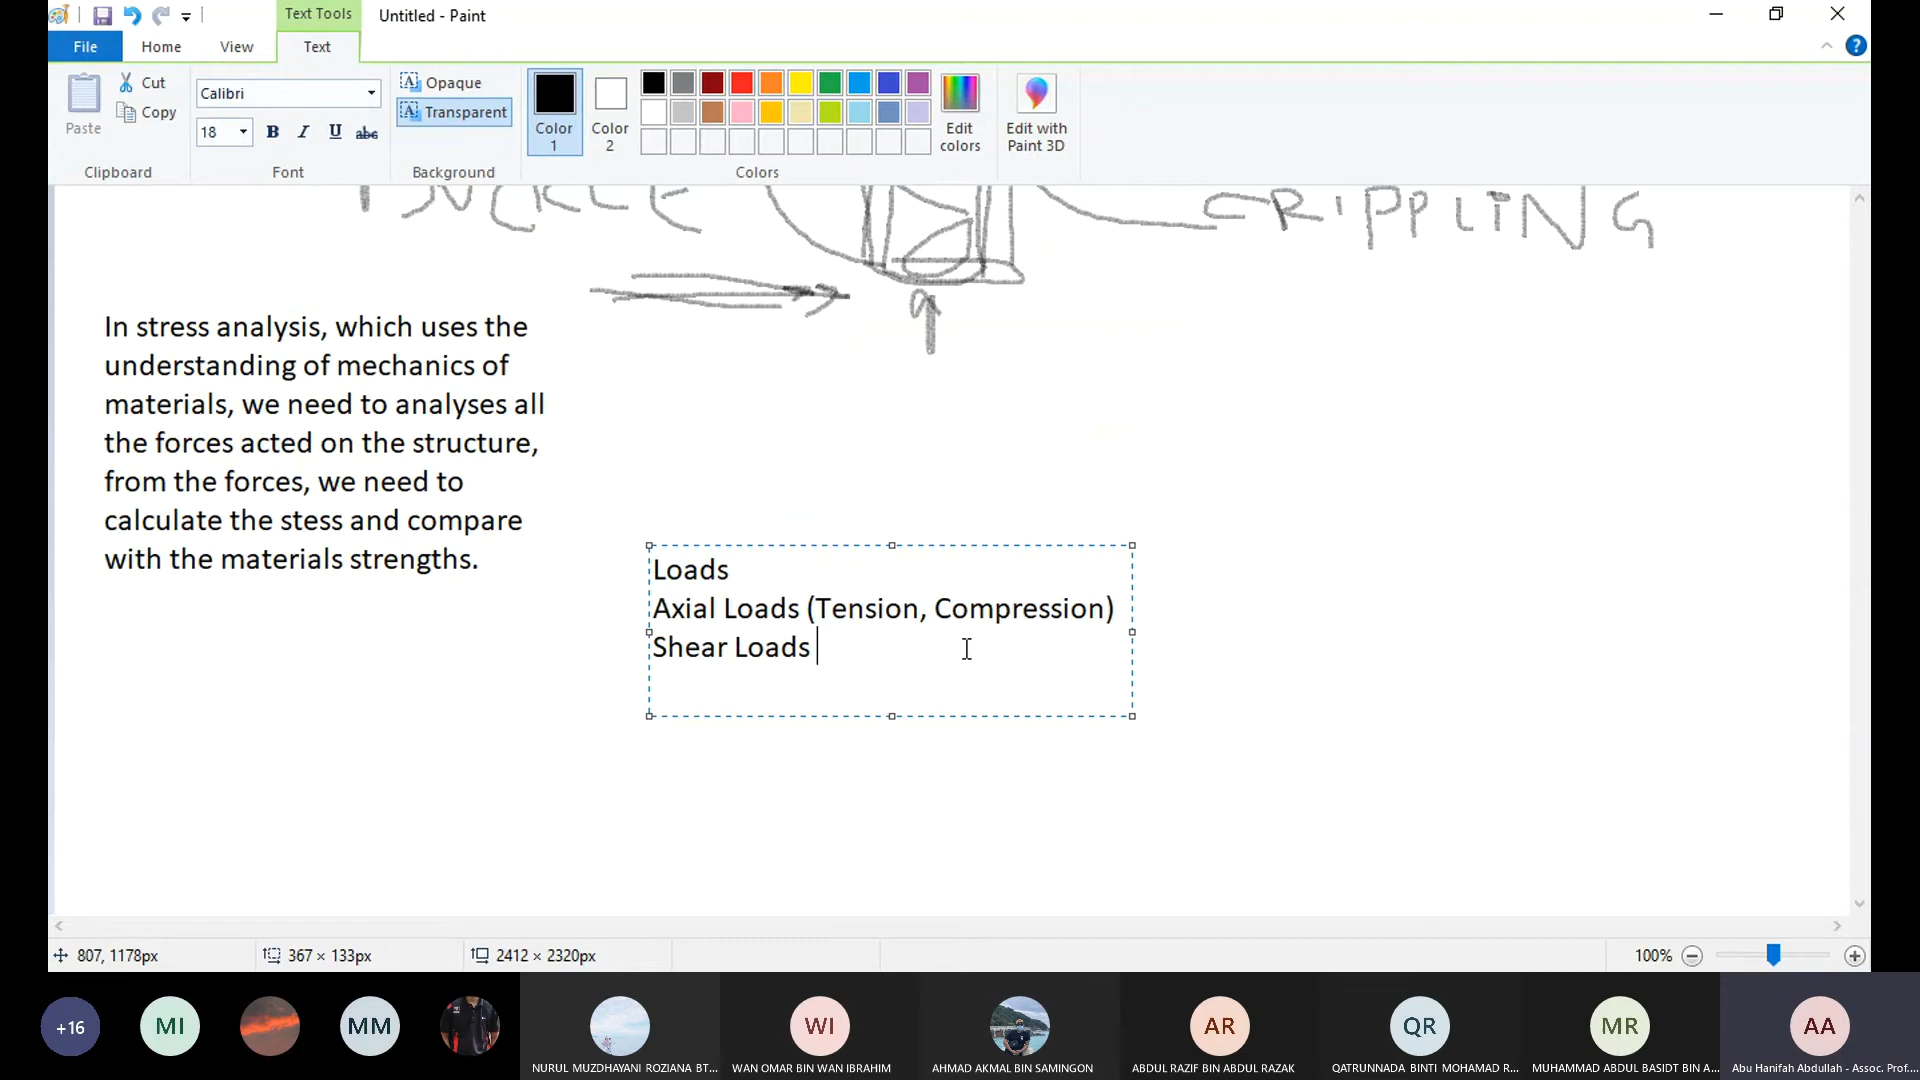 Text Tools
Untitled - Paint
File
Home
View
Text
Paste
Cut
Copy
Clipboard
Calibri
18
B I U abc
Font
Opaque
Transparent
Background
Color 1
Color 2
Edit colors
Colors
Edit with Paint 3D
CRIPPLING
In stress analysis, which uses the
understanding of mechanics of
materials, we need to analyses all
the forces acted on the structure,
from the forces, we need to
calculate the stess and compare
with the materials strengths.
Loads
Axial Loads (Tension, Compression)
Shear Loads
807, 1178px
367 × 133px
2412 × 2320px
100%
+16
MI
MM
NURUL MUZDHAYANI ROZIANA BT...
WI
WAN OMAR BIN WAN IBRAHIM
AHMAD AKMAL BIN SAMINGON
AR
ABDUL RAZIF BIN ABDUL RAZAK
QR
QATRUNNADA BINTI MOHAMAD R...
MR
MUHAMMAD ABDUL BASIDT BIN A...
AA
Abu Hanifah Abdullah - Assoc. Prof....